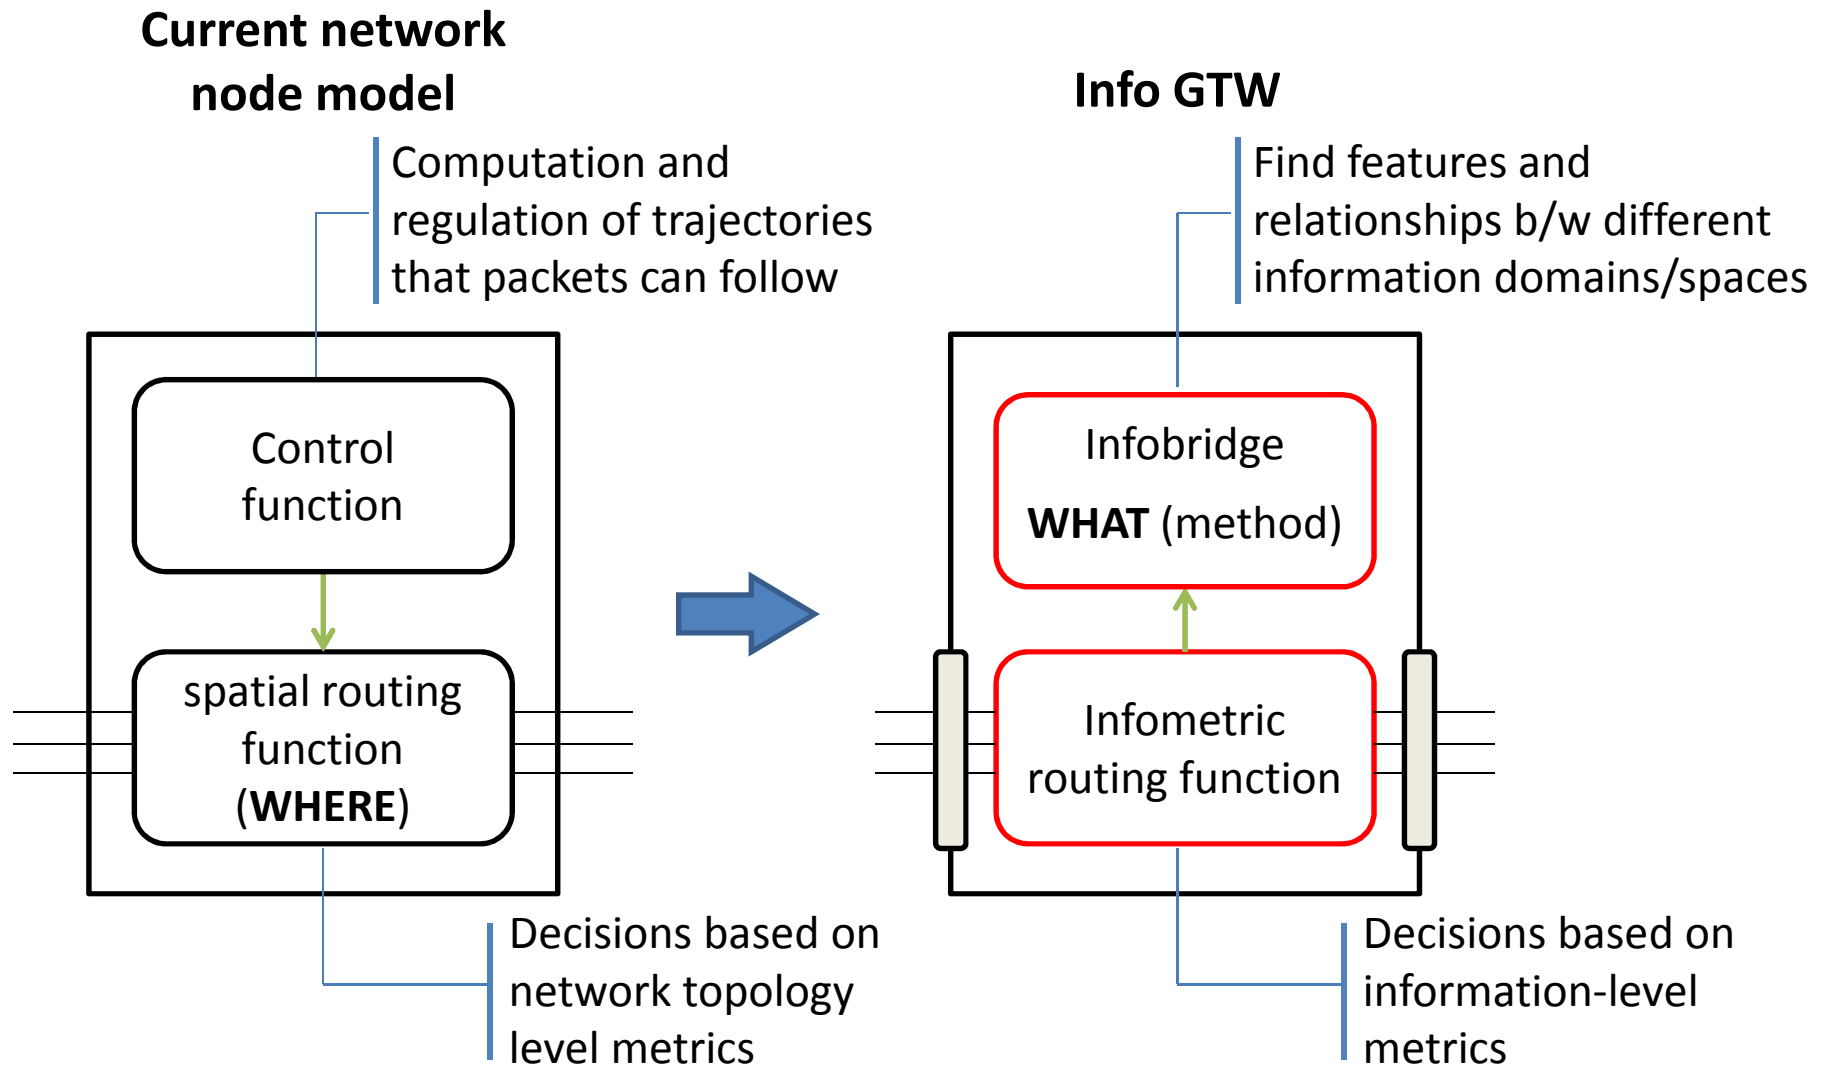 Current network
node model
Computation and
regulation of trajectories
that packets can follow
Control
function
spatial routing
function
(WHERE)
Decisions based on
network topology
level metrics
Info GTW
Find features and
relationships b/w different
information domains/spaces
Infobridge
WHAT (method)
Infometric
routing function
Decisions based on
information-level
metrics